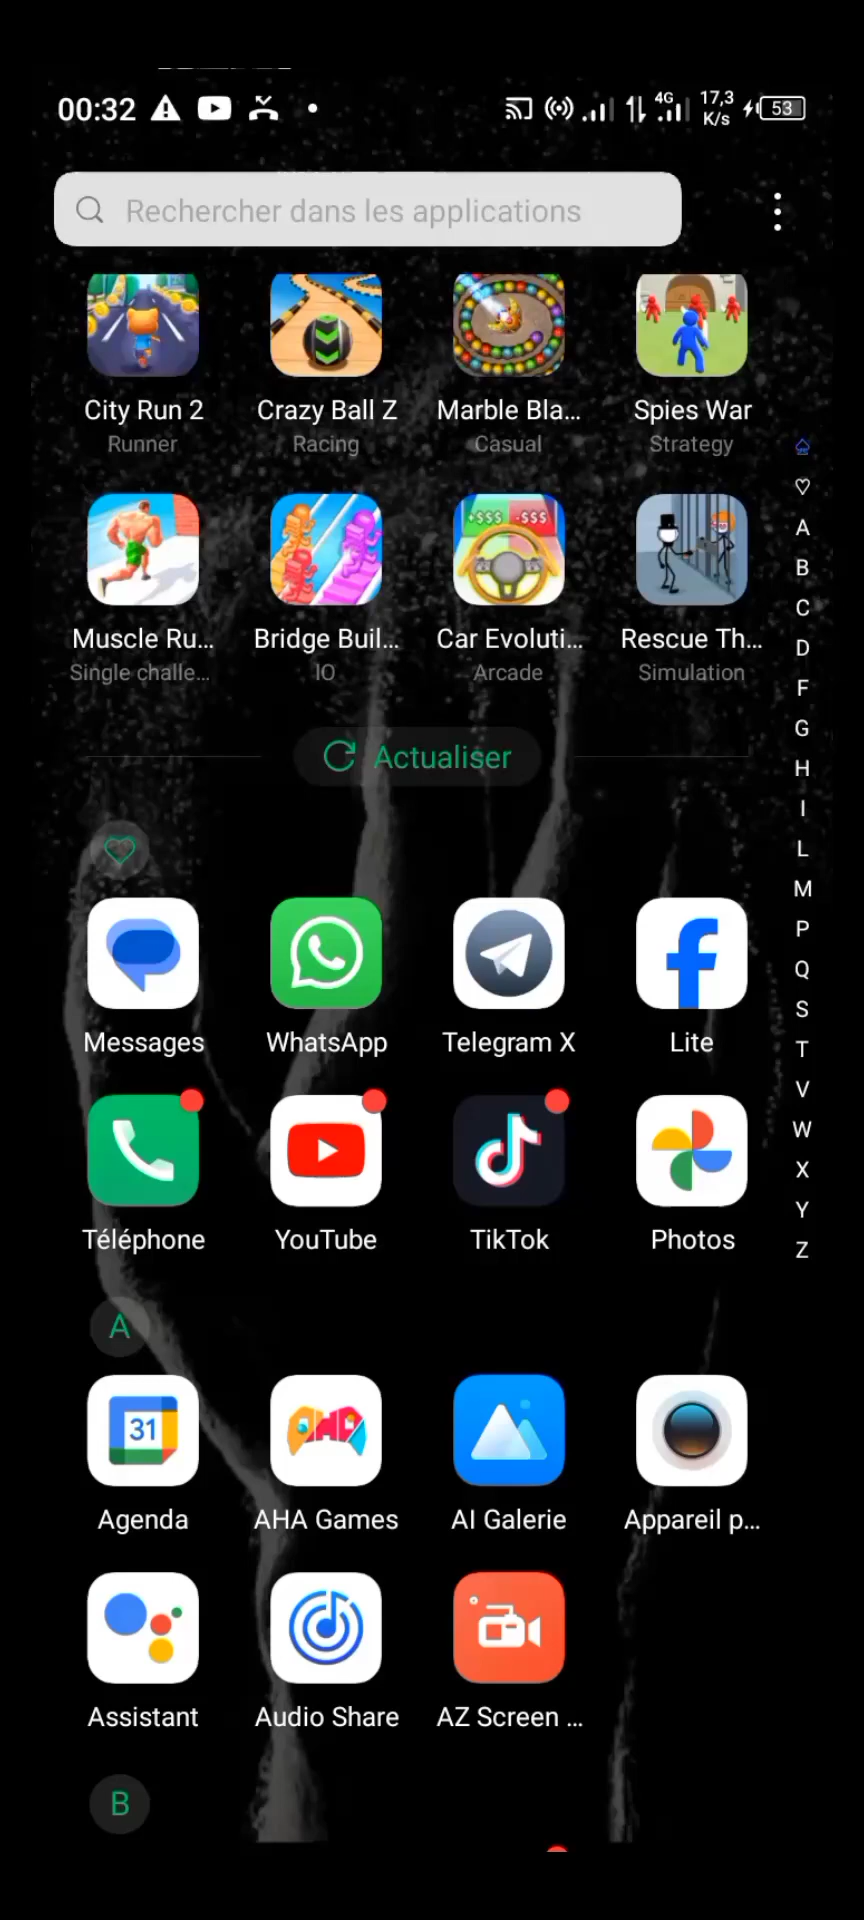 00:32
4G
17,3
K/s
53
Rechercher dans les applications
City Run 2
Crazy Ball Z
Marble Bla...
Spies War
Runner
Racing
Casual
Strategy
+$$$ -$$$
Muscle Ru...
Bridge Buil...
Car Evoluti...
Rescue Th...
Single challe...
IO
Arcade
Simulation
Actualiser
Messages
WhatsApp
Telegram X
Lite
Téléphone
YouTube
TikTok
Photos
A
31
AHA
Agenda
AHA Games
AI Galerie
Appareil p...
Assistant
Audio Share
AZ Screen ...
B
A
B
C
D
F
G
H
I
L
M
P
Q
S
T
V
W
X
Y
Z